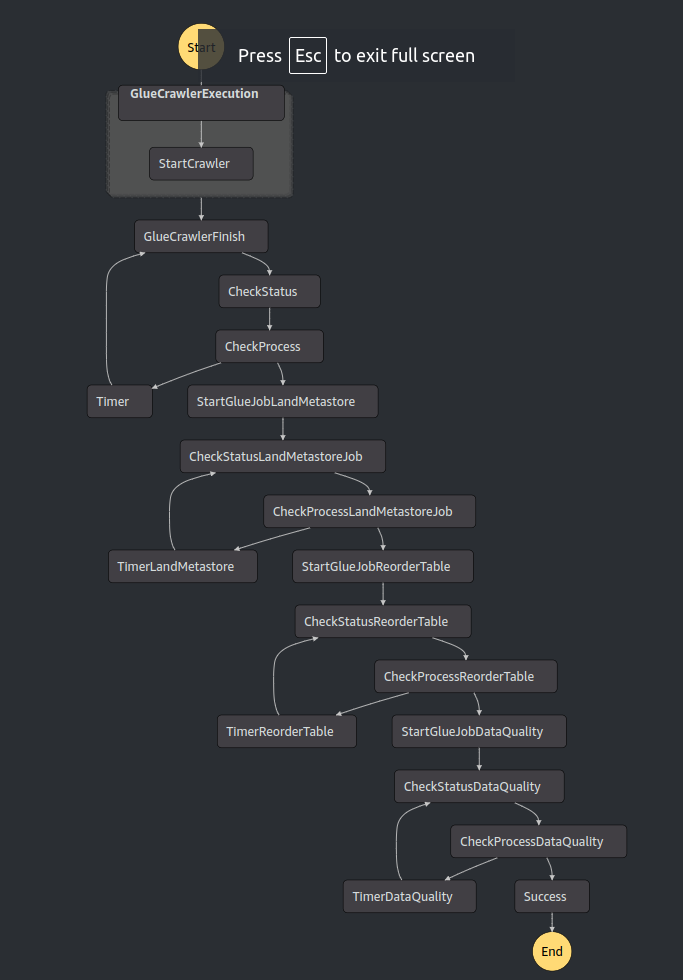 Start
Press Esc to exit full screen
GlueCrawlerExecution
StartCrawler
GlueCrawlerFinish
CheckStatus
CheckProcess
Timer
StartGlueJobLandMetastore
CheckStatusLandMetastoreJob
CheckProcessLandMetastoreJob
TimerLandMetastore
StartGlueJobReorderTable
CheckStatusReorderTable
CheckProcessReorderTable
TimerReorderTable
StartGlueJobDataQuality
CheckStatusDataQuality
CheckProcessDataQuality
TimerDataQuality
Success
End